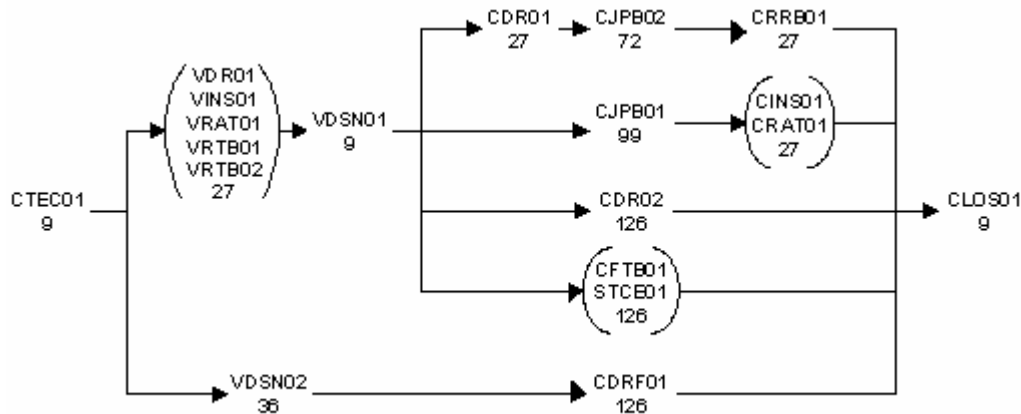 CDR01
27
CJPB02
72
CRRB01
27
VDR01
VINS01
VRAT01
VRTB01
VRTB02
27
VDSN01
9
CJPB01
99
CINS01
CRAT01
27
CTEC01
9
CDR02
126
CLOS01
9
CFTB01
STCB01
126
VDSN02
36
CDRF01
126